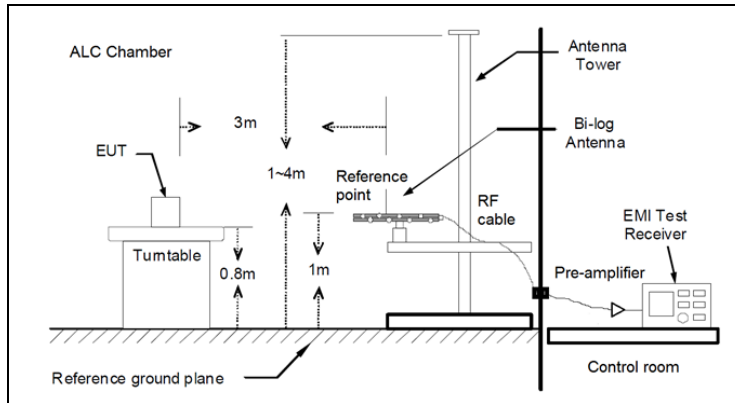 ALC Chamber
Antenna
Tower
3m
Bi-log
Antenna
EUT
1~4m
Reference
point
RF
cable
EMI Test
Receiver
Turntable
0.8m
1m
Pre-amplifier
Control room
Reference ground plane